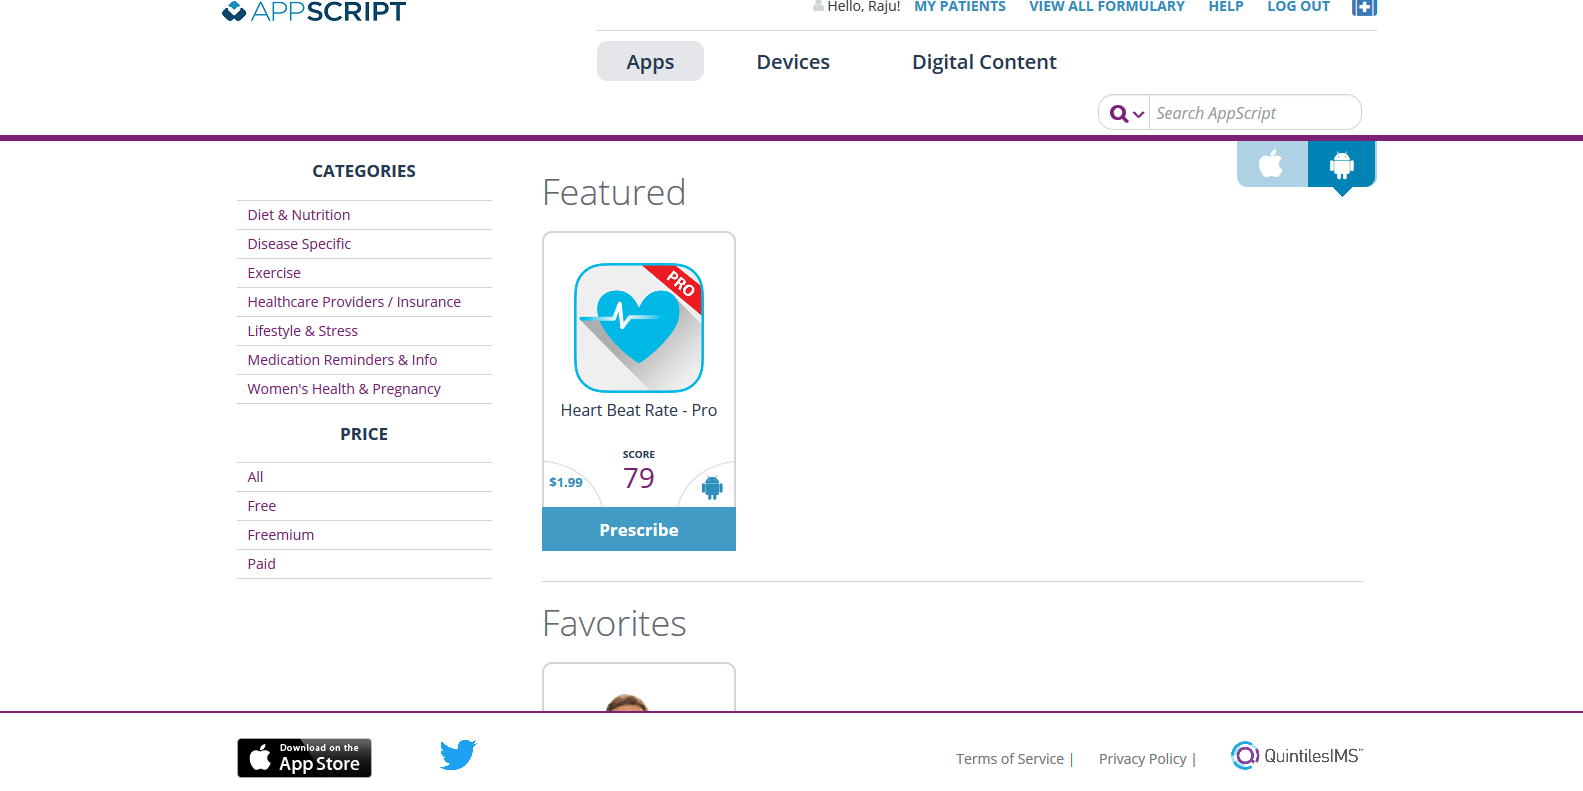 APPSCRIPT
Hello, Raju! MY PATIENTS VIEW ALL FORMULARY HELP LOG OUT
Apps Devices Digital Content
Search AppScript
CATEGORIES
Diet & Nutrition
Disease Specific
Exercise
Healthcare Providers / Insurance
Lifestyle & Stress
Medication Reminders & Info
Women's Health & Pregnancy
PRICE
All
Free
Freemium
Paid
Featured
PRO
Heart Beat Rate - Pro
SCORE
79
$1.99
Prescribe
Favorites
Download on the
App Store
Terms of Service |
Privacy Policy |
QuintilesIMS™